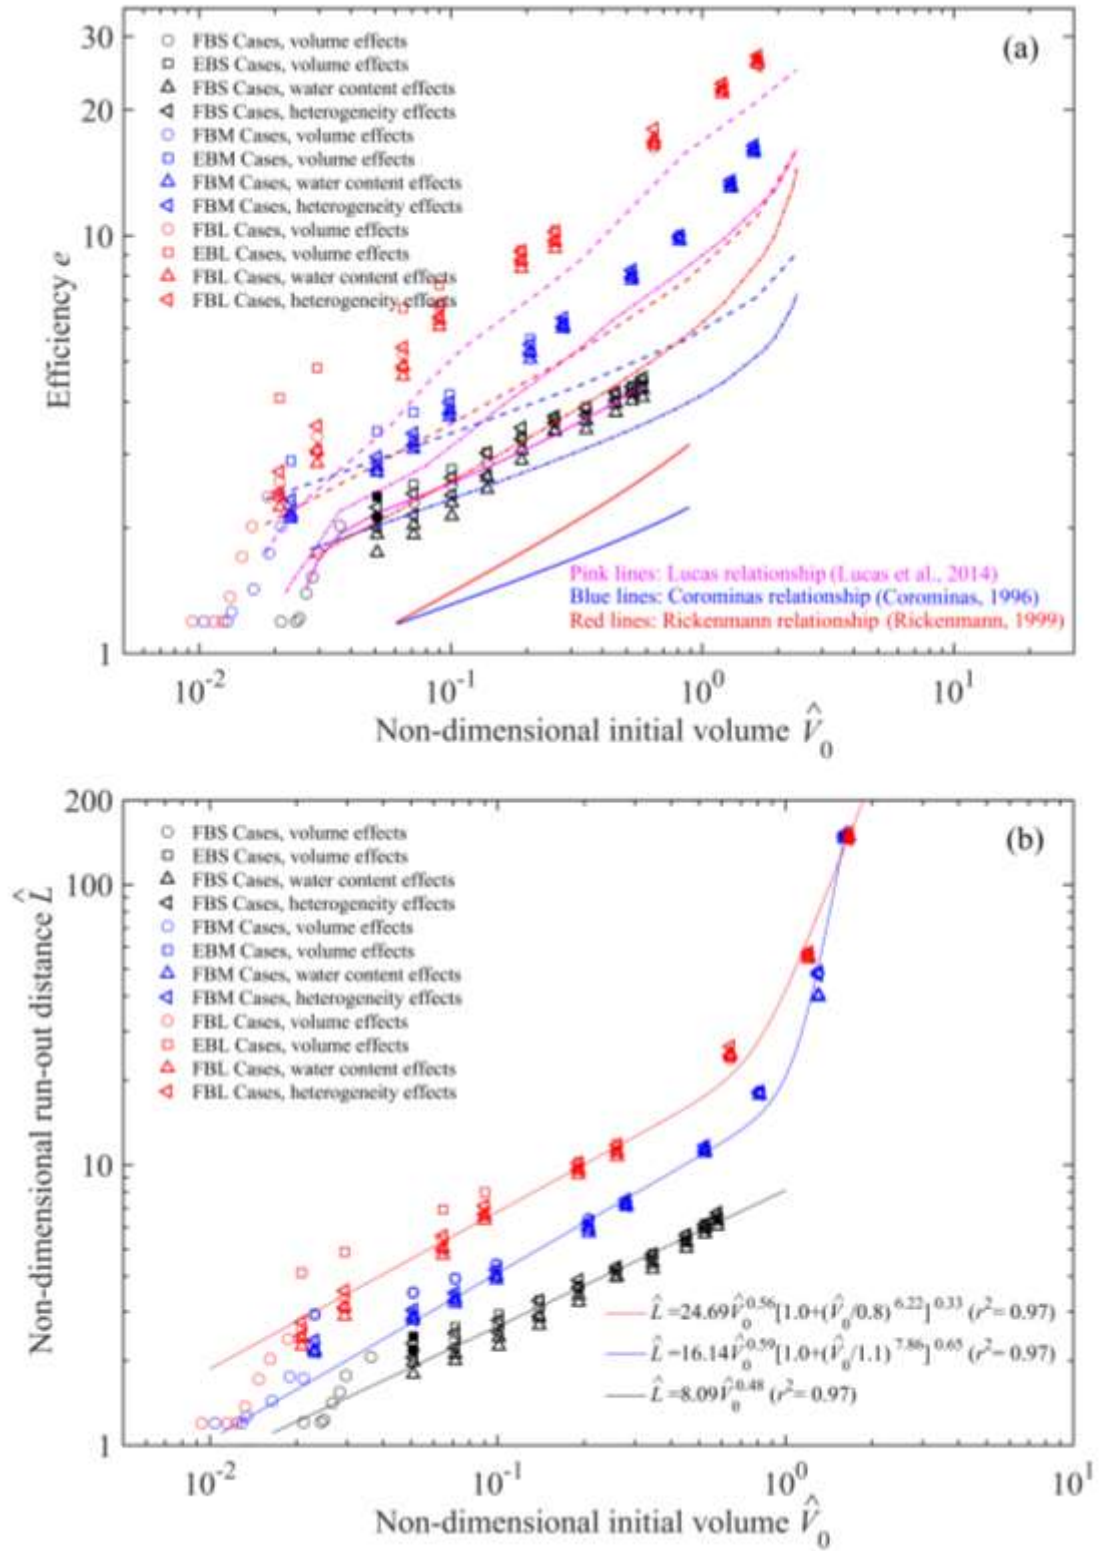 (a)
30
20
10
1
Efficiency e
FBS Cases, volume effects
EBS Cases, volume effects
FBS Cases, water content effects
FBS Cases, heterogeneity effects
FBM Cases, volume effects
EBM Cases, volume effects
FBM Cases, water content effects
FBM Cases, heterogeneity effects
FBL Cases, volume effects
EBL Cases, volume effects
FBL Cases, water content effects
FBL Cases, heterogeneity effects
Pink lines: Lucas relationship (Lucas et al., 2014)
Blue lines: Corominas relationship (Corominas, 1996)
Red lines: Rickenmann relationship (Rickenmann, 1999)
10⁻² 10⁻¹ 10⁰ 10¹
Non-dimensional initial volume V̂₀
(b)
200
100
10
1
Non-dimensional run-out distance L̂
FBS Cases, volume effects
EBS Cases, volume effects
FBS Cases, water content effects
FBS Cases, heterogeneity effects
FBM Cases, volume effects
EBM Cases, volume effects
FBM Cases, water content effects
FBM Cases, heterogeneity effects
FBL Cases, volume effects
EBL Cases, volume effects
FBL Cases, water content effects
FBL Cases, heterogeneity effects
L̂=24.69V̂₀^0.56[1.0+(V̂₀/0.8)^6.22]^0.33 (r²=0.97)
L̂=16.14V̂₀^0.59[1.0+(V̂₀/1.1)^7.86]^0.65 (r²=0.97)
L̂=8.09V̂₀^0.48 (r²=0.97)
10⁻² 10⁻¹ 10⁰ 10¹
Non-dimensional initial volume V̂₀